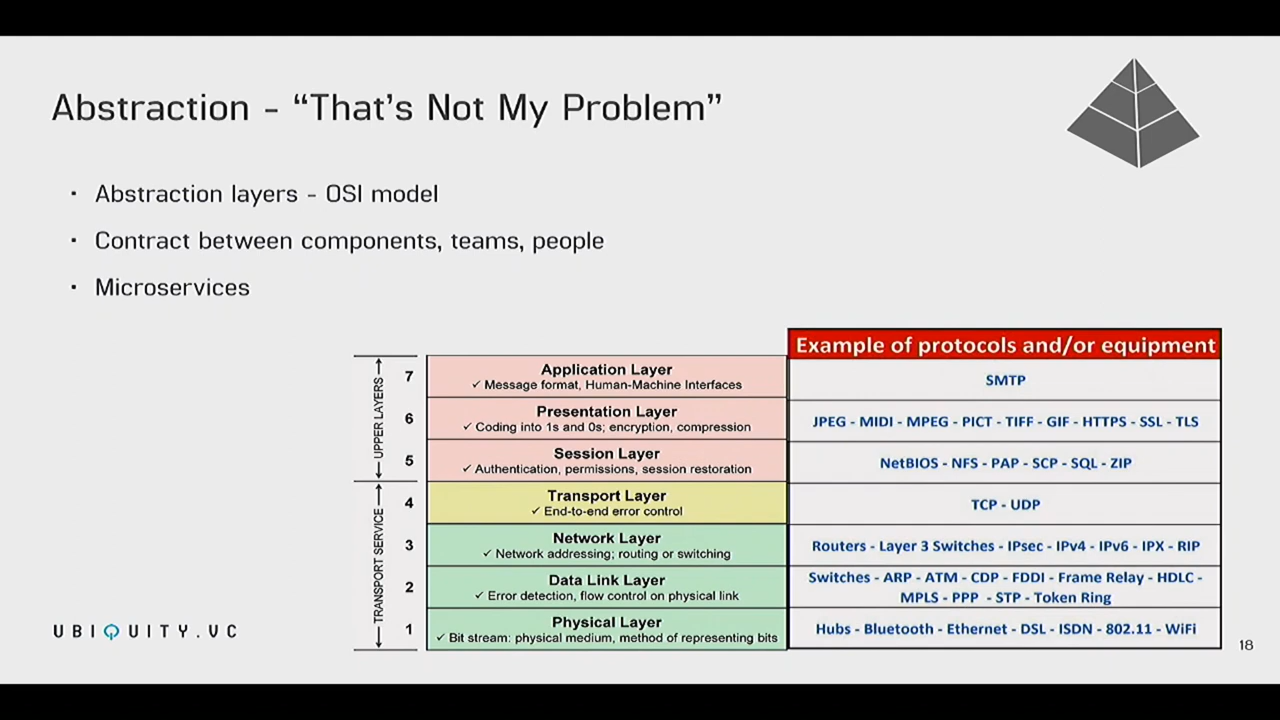 Abstraction - “That’s Not My Problem”
· Abstraction layers - OSI model
· Contract between components, teams, people
· Microservices
Example of protocols and/or equipment
UPPER LAYERS
7
Application Layer
✓ Message format, Human-Machine Interfaces
SMTP
6
Presentation Layer
✓ Coding into 1s and 0s; encryption, compression
JPEG - MIDI - MPEG - PICT - TIFF - GIF - HTTPS - SSL - TLS
5
Session Layer
✓ Authentication, permissions, session restoration
NetBIOS - NFS - PAP - SCP - SQL - ZIP
TRANSPORT SERVICE
4
Transport Layer
✓ End-to-end error control
TCP - UDP
3
Network Layer
✓ Network addressing; routing or switching
Routers - Layer 3 Switches - IPsec - IPv4 - IPv6 - IPX - RIP
2
Data Link Layer
✓ Error detection, flow control on physical link
Switches - ARP - ATM - CDP - FDDI - Frame Relay - HDLC -
MPLS - PPP - STP - Token Ring
1
Physical Layer
✓ Bit stream: physical medium, method of representing bits
Hubs - Bluetooth - Ethernet - DSL - ISDN - 802.11 - WiFi
UBIQUITY.VC
18